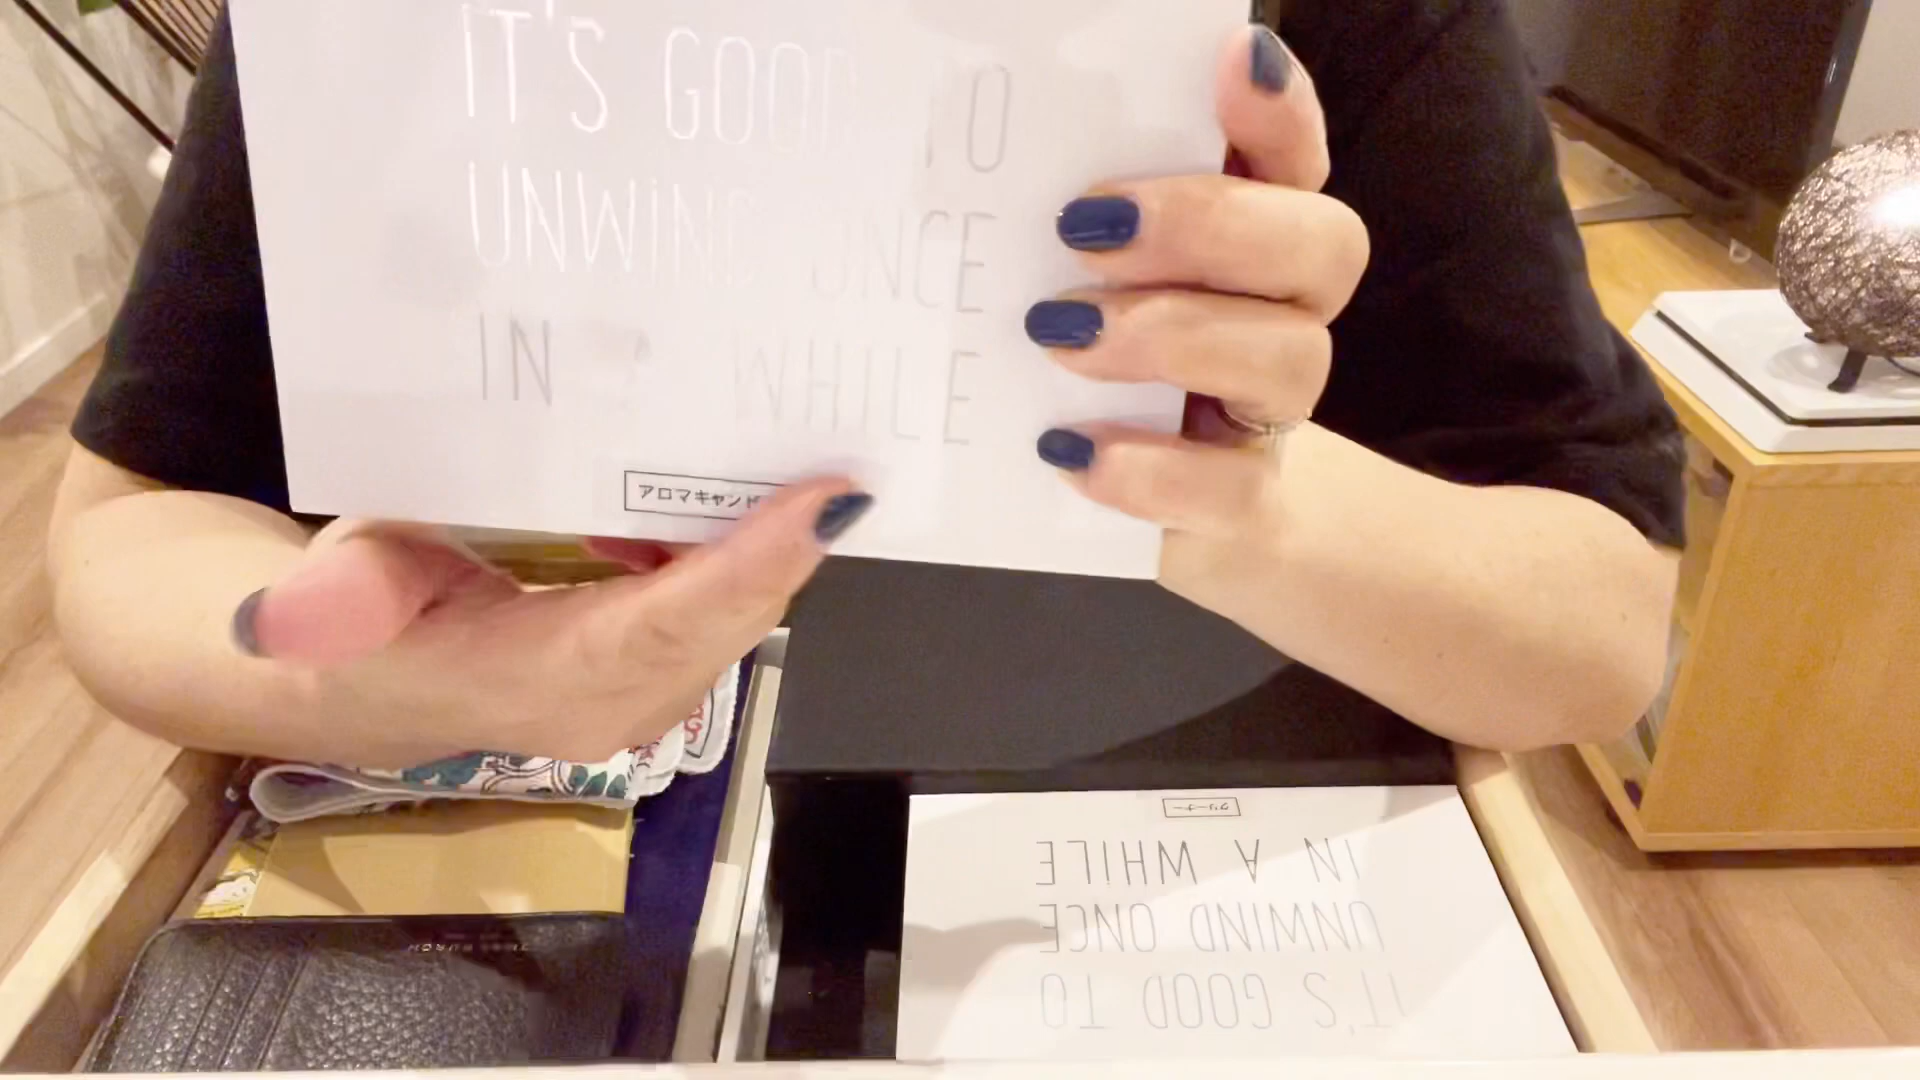 IT'S GOOD TO
UNWIND ONCE
IN A WHILE
アロマキャンド
IN A WHILE
UNWIND ONCE
IT'S GOOD TO